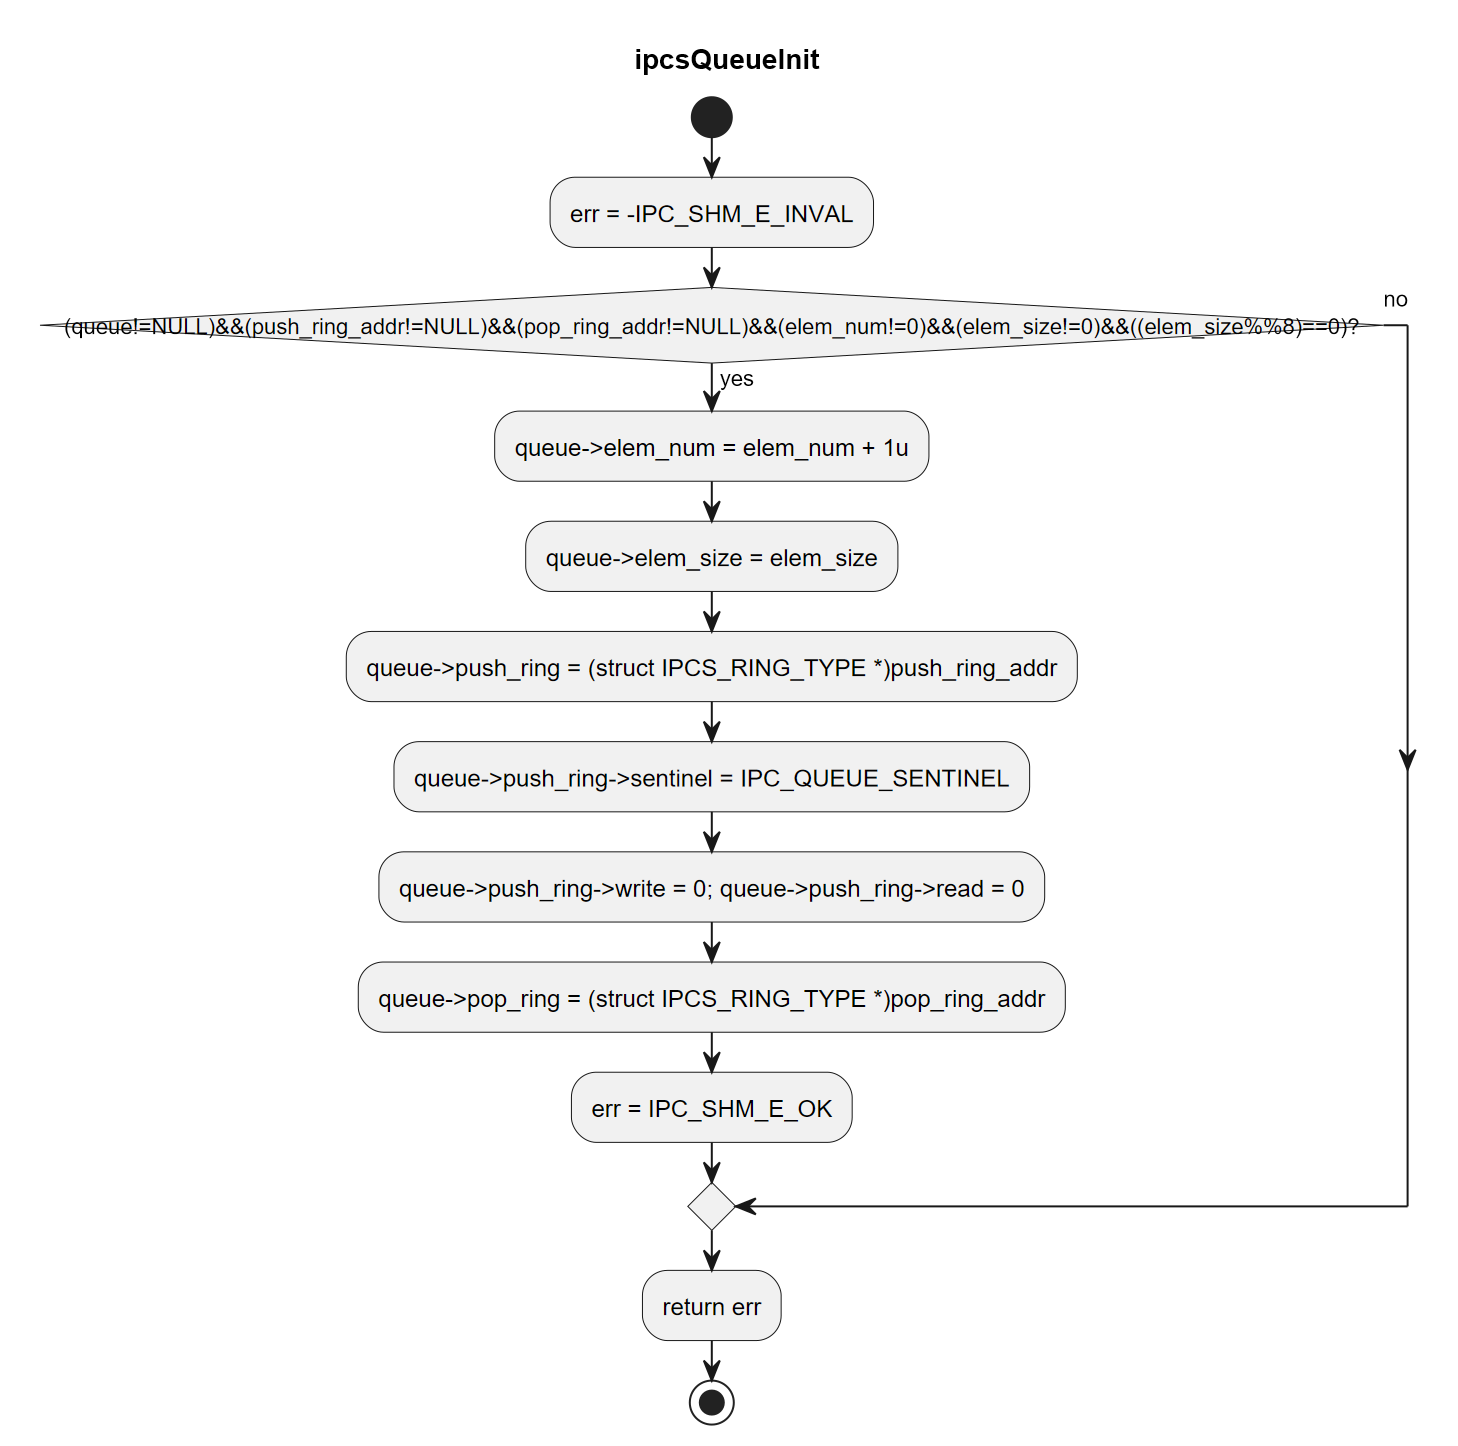 ipcsQueueInit
err = -IPC_SHM_E_INVAL
no
(queue!=NULL)&&(push_ring_addr!=NULL)&&(pop_ring_addr!=NULL)&&(elem_num!=0)&&(elem_size!=0)&&((elem_size%%8)==0)?
yes
queue->elem_num = elem_num + 1u
queue->elem_size = elem_size
queue->push_ring = (struct IPCS_RING_TYPE *)push_ring_addr
queue->push_ring->sentinel = IPC_QUEUE_SENTINEL
queue->push_ring->write = 0; queue->push_ring->read = 0
queue->pop_ring = (struct IPCS_RING_TYPE *)pop_ring_addr
err = IPC_SHM_E_OK
return err